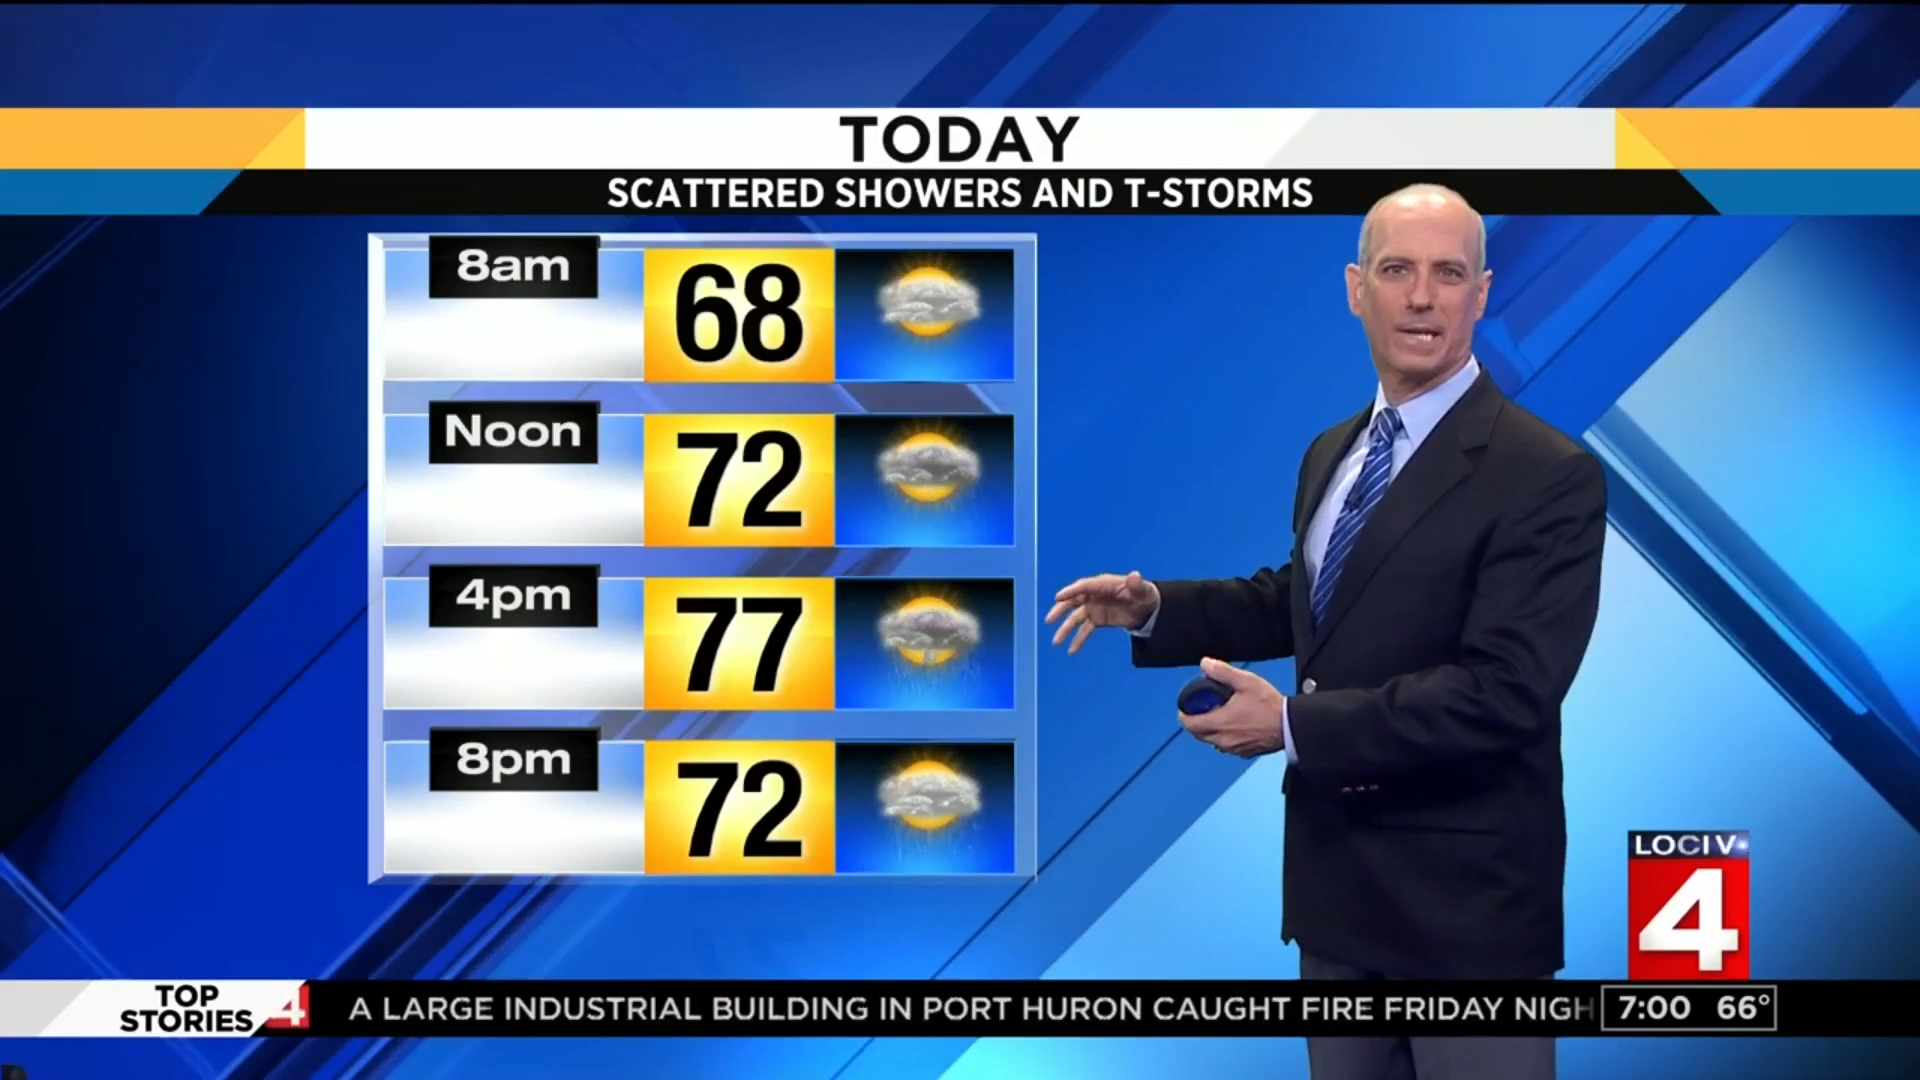 TODAY
SCATTERED SHOWERS AND T-STORMS
8am
68
Noon
72
4pm
77
8pm
72
4
TOP
STORIES 4
A LARGE INDUSTRIAL BUILDING IN PORT HURON CAUGHT FIRE FRIDAY NIGH
7:00 66°